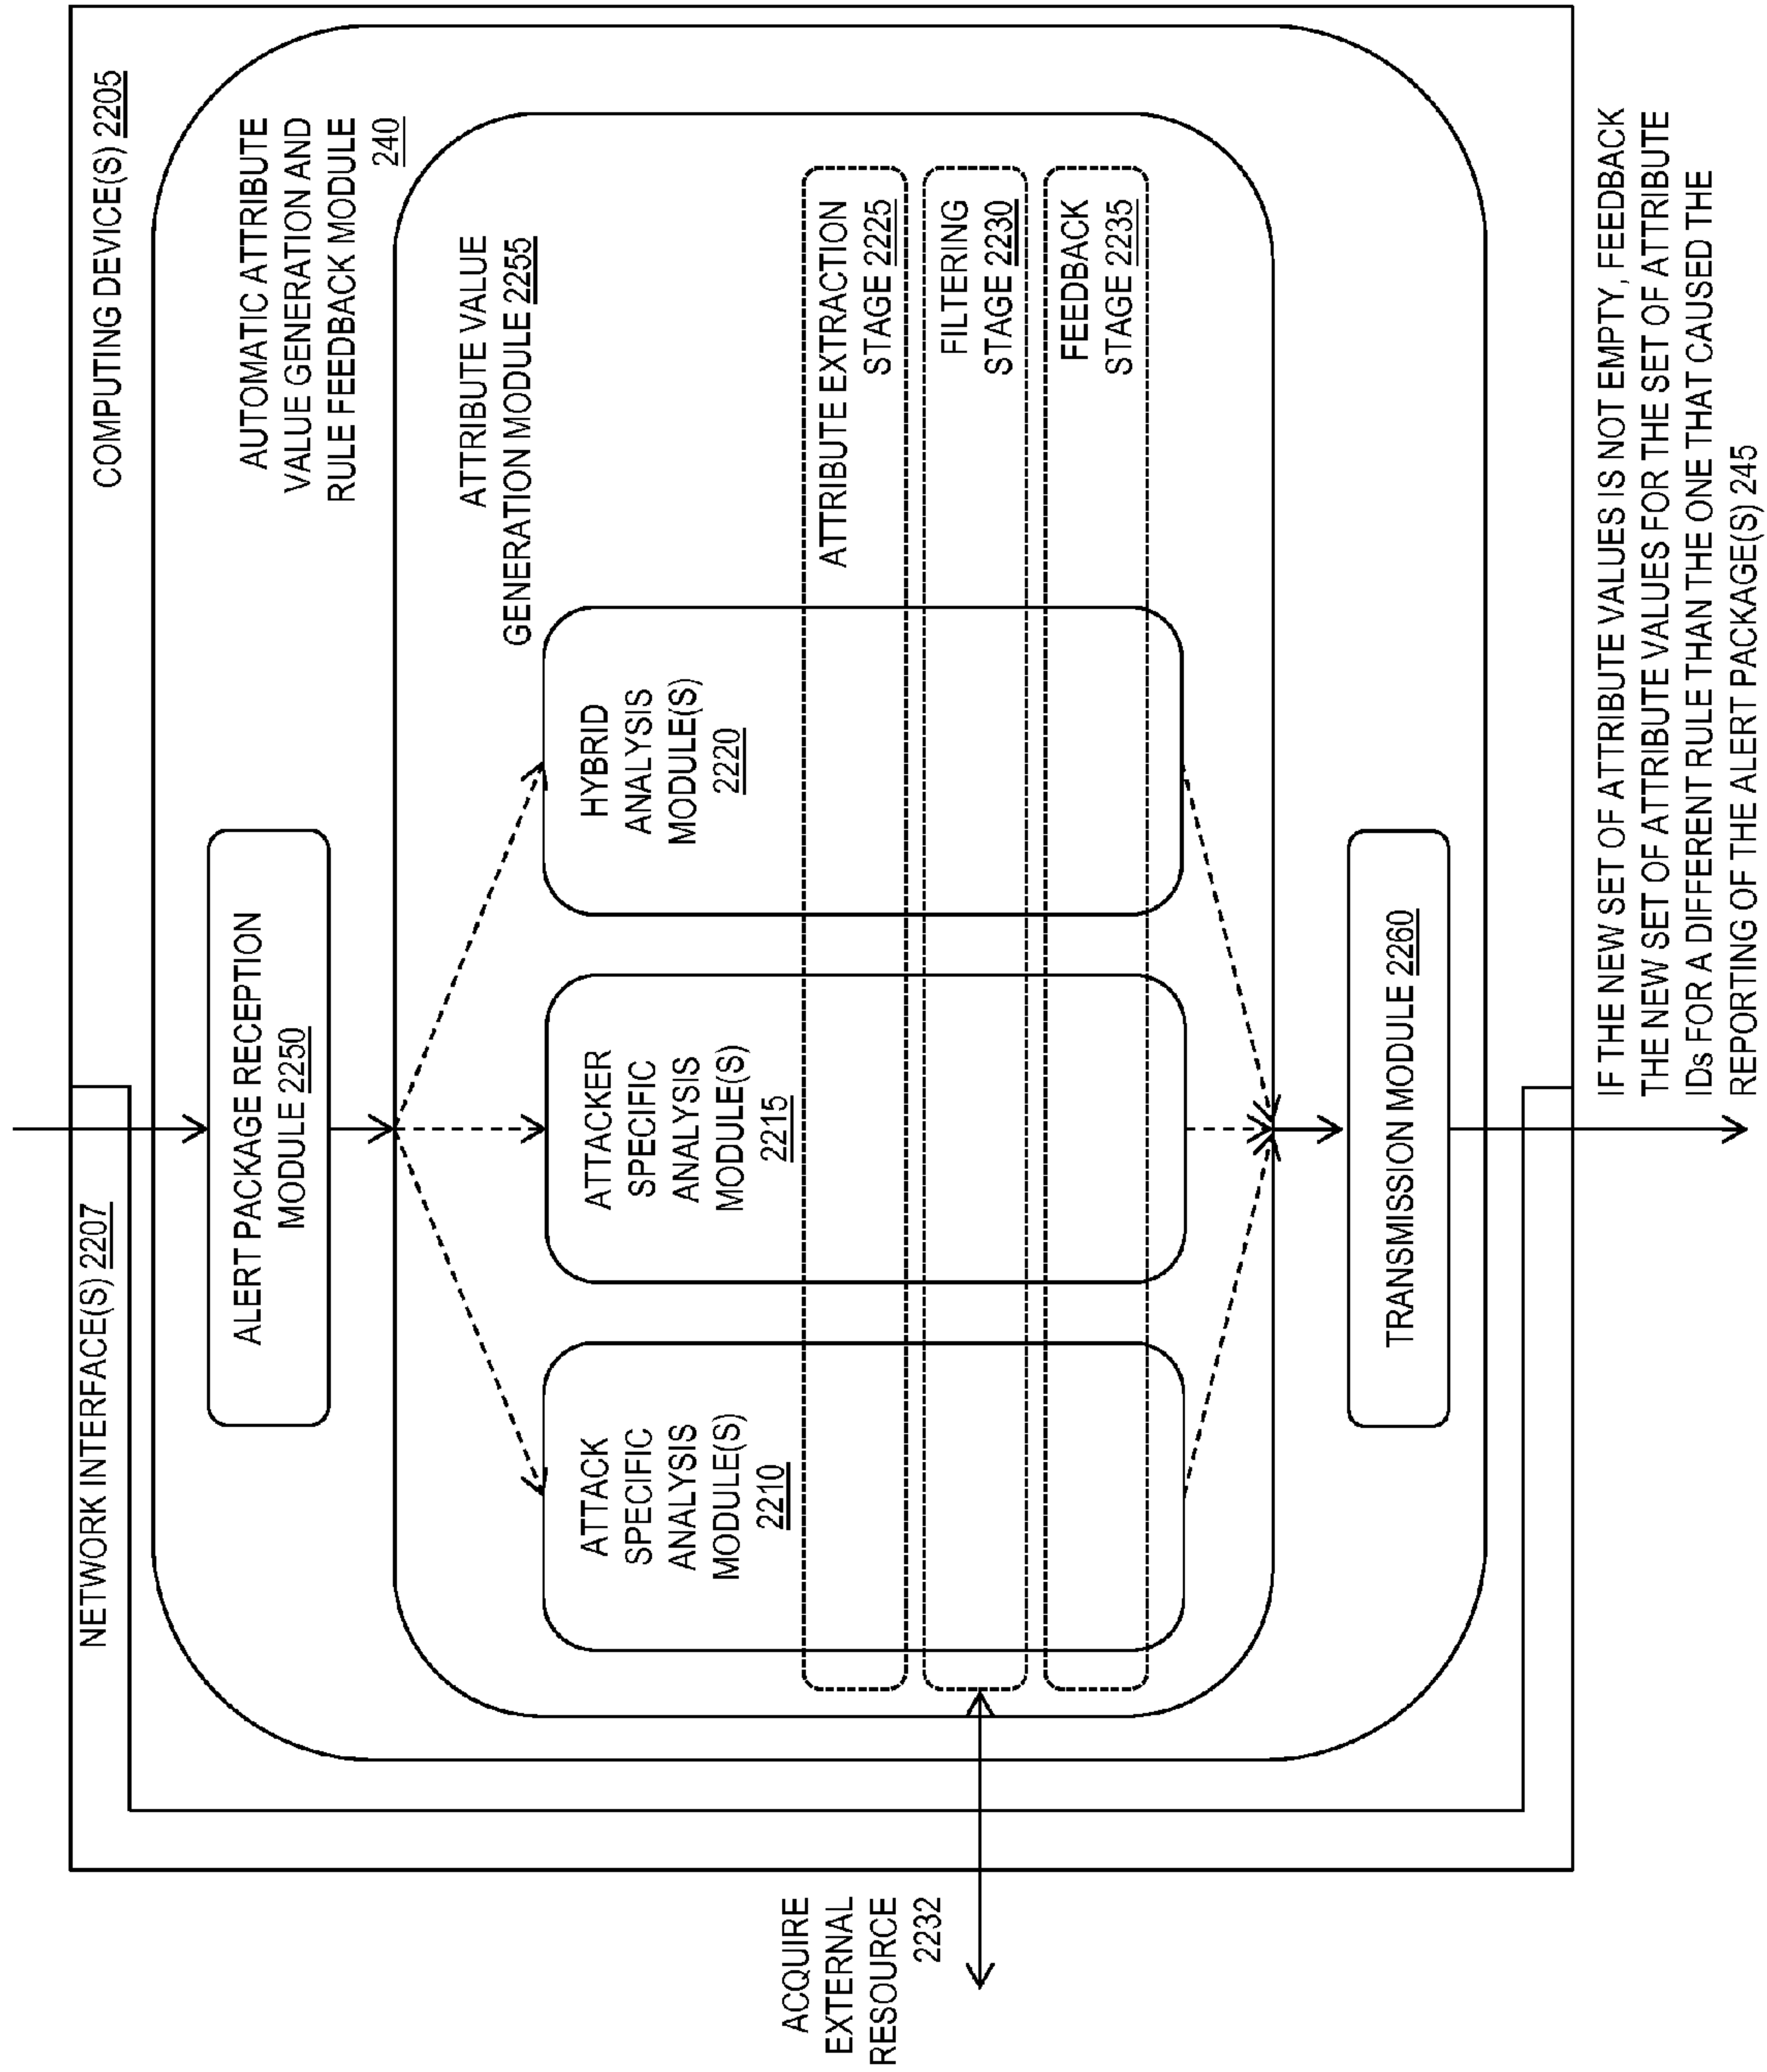 NETWORK INTERFACE(S) 2207
COMPUTING DEVICE(S) 2205
ALERT PACKAGE RECEPTION
MODULE 2250
AUTOMATIC ATTRIBUTE
VALUE GENERATION AND
RULE FEEDBACK MODULE
240
ATTRIBUTE VALUE
GENERATION MODULE 2255
ATTACK
SPECIFIC
ANALYSIS
MODULE(S)
2210
ATTACKER
SPECIFIC
ANALYSIS
MODULE(S)
2215
HYBRID
ANALYSIS
MODULE(S)
2220
ATTRIBUTE EXTRACTION
STAGE 2225
FILTERING
STAGE 2230
FEEDBACK
STAGE 2235
ACQUIRE
EXTERNAL
RESOURCE
2232
TRANSMISSION MODULE 2260
IF THE NEW SET OF ATTRIBUTE VALUES IS NOT EMPTY, FEEDBACK
THE NEW SET OF ATTRIBUTE VALUES FOR THE SET OF ATTRIBUTE
IDs FOR A DIFFERENT RULE THAN THE ONE THAT CAUSED THE
REPORTING OF THE ALERT PACKAGE(S) 245